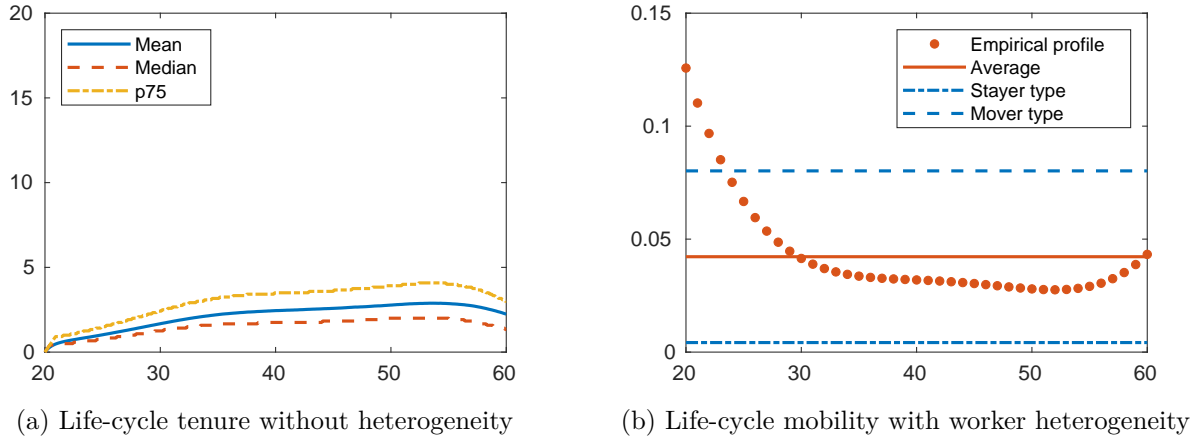 20
15
10
5
0
20
30
40
50
60
Mean
Median
p75
(a) Life-cycle tenure without heterogeneity
0.15
0.1
0.05
0
20
30
40
50
60
Empirical profile
Average
Stayer type
Mover type
(b) Life-cycle mobility with worker heterogeneity